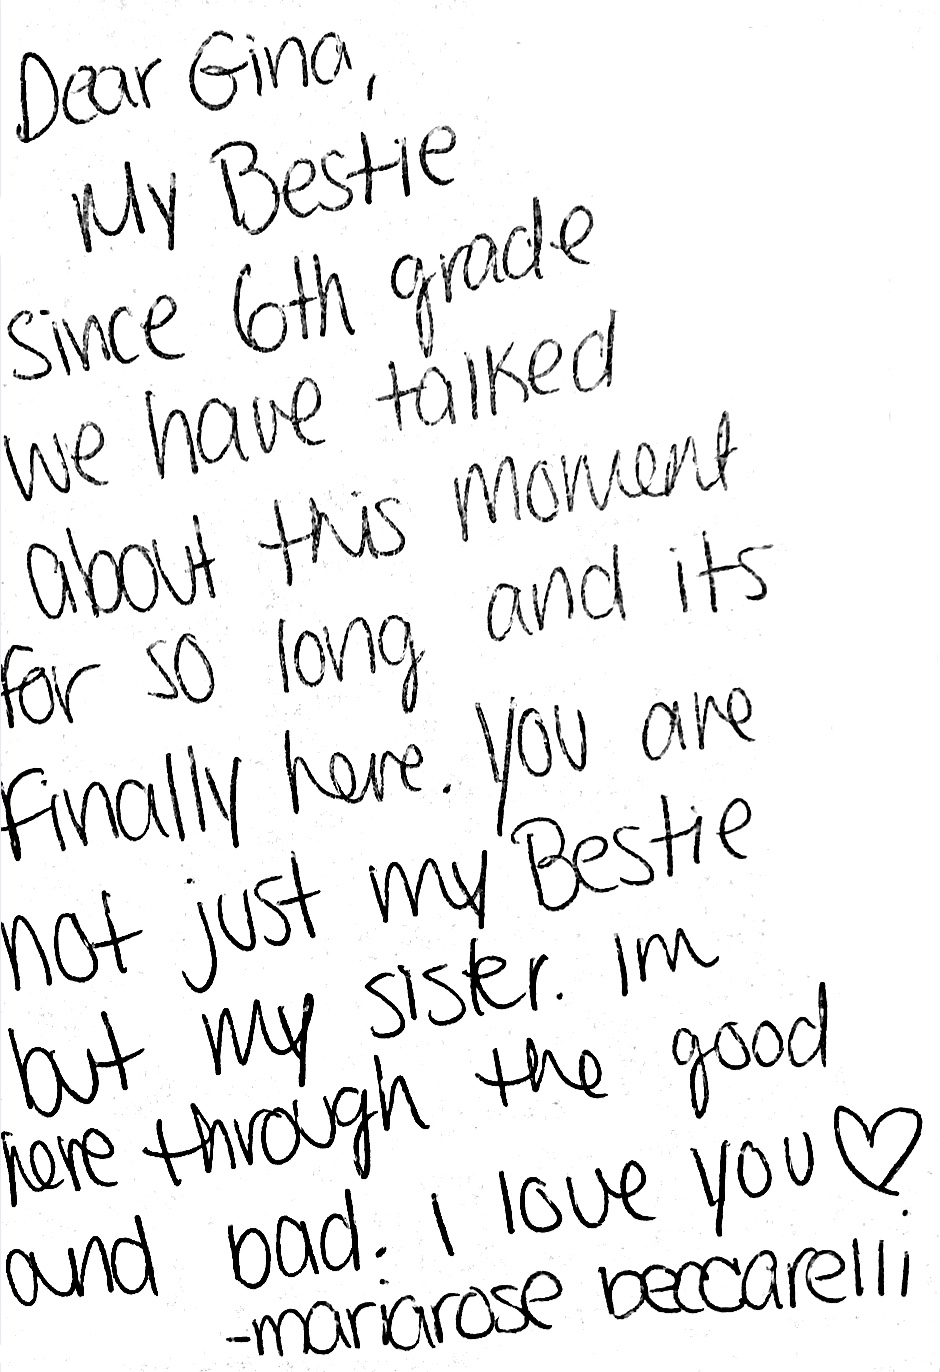 Dear Gina,
My Bestie
since 6th grade
we have talked
about this moment
for so long and its
finally here. you are
not just my Bestie
but my sister. im
here through the good
and bad. i love you ♡
-mariarose beccarelli